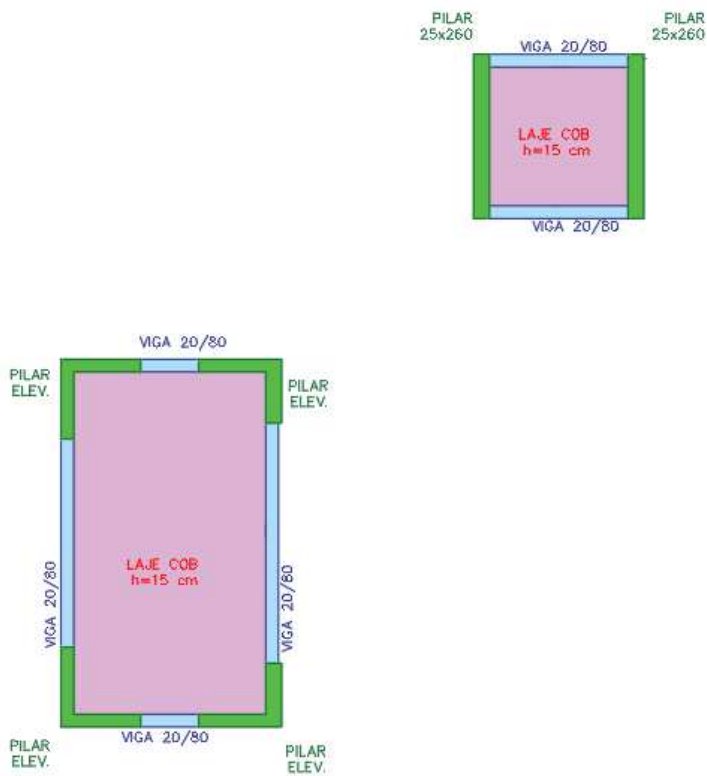 PILAR
25x260
PILAR
25x260
VIGA 20/80
LAJE COB
h=15 cm
VIGA 20/80
VIGA 20/80
PILAR
ELEV.
PILAR
ELEV.
LAJE COB
h=15 cm
VIGA 20/80
VIGA 20/80
VIGA 20/80
PILAR
ELEV.
PILAR
ELEV.